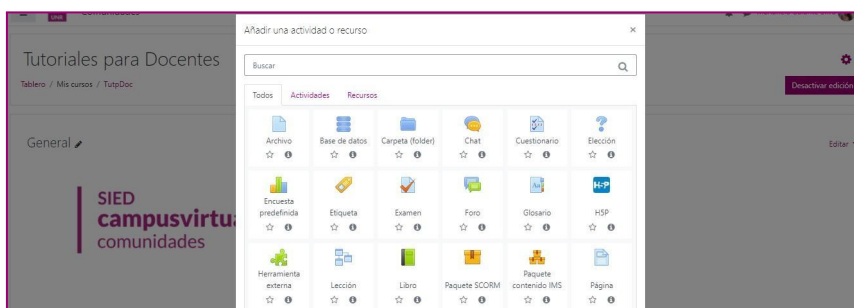 UNR
Comunidades
Añadir una actividad o recurso
×
Buscar
Todos Actividades Recursos
Tutoriales para Docentes
Tablero / Mis cursos / TutpDoc
Desactivar edición
General
Editar
SIED
campusvirtua
comunidades
Archivo Base de datos Carpeta (folder) Chat Cuestionario Elección
Encuesta
predefinida Etiqueta Examen Foro Glosario H5P
Herramienta
externa Lección Libro Paquete SCORM Paquete
contenido IMS Página